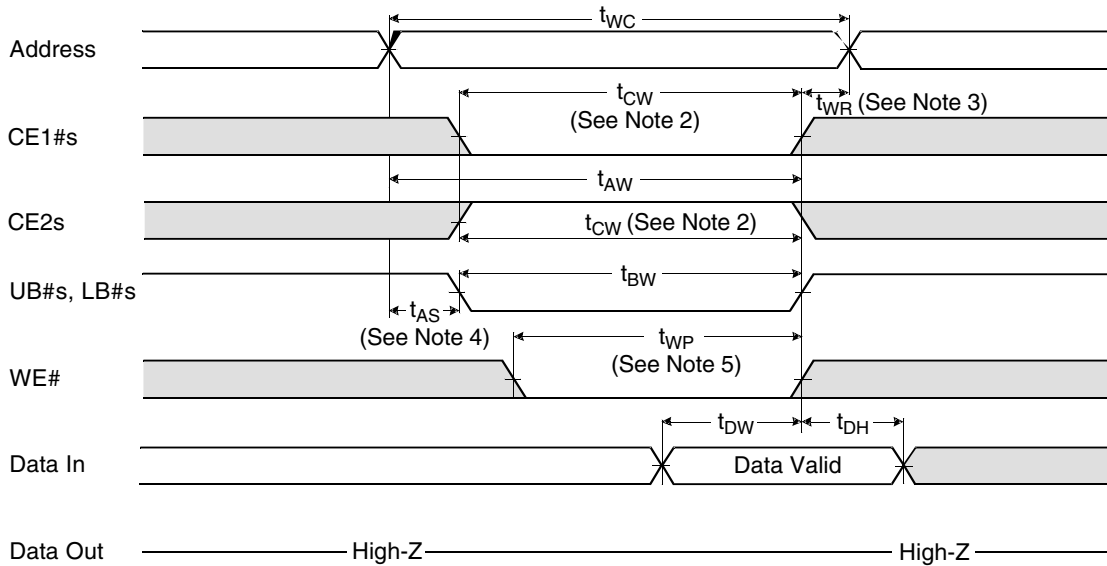 tWC
Address
tCW
(See Note 2)
tWR (See Note 3)
CE1#s
tAW
CE2s
tCW (See Note 2)
UB#s, LB#s
tBW
tAS
(See Note 4)
tWP
(See Note 5)
WE#
tDW
tDH
Data In
Data Valid
Data Out
High-Z
High-Z